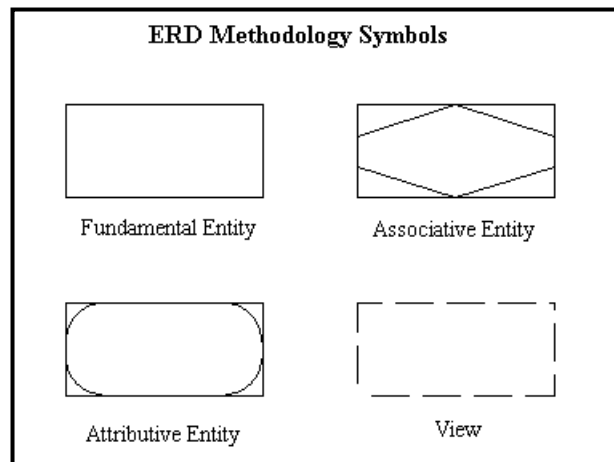 ERD Methodology Symbols
Fundamental Entity
Associative Entity
Attributive Entity
View